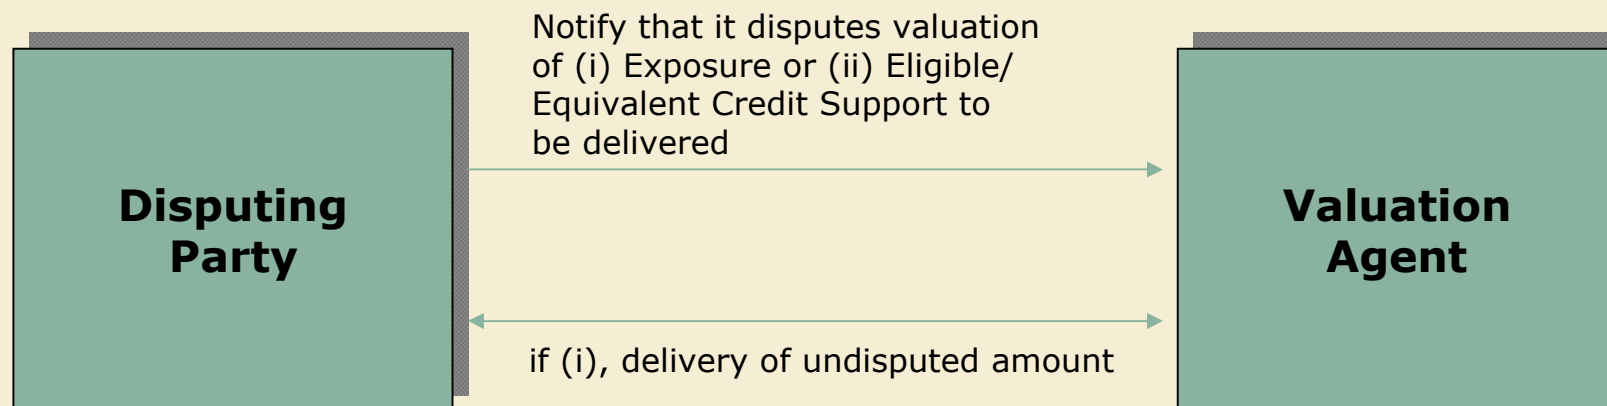 Notify that it disputes valuation
of (i) Exposure or (ii) Eligible/
Equivalent Credit Support to
be delivered
Disputing
Party
Valuation
Agent
if (i), delivery of undisputed amount